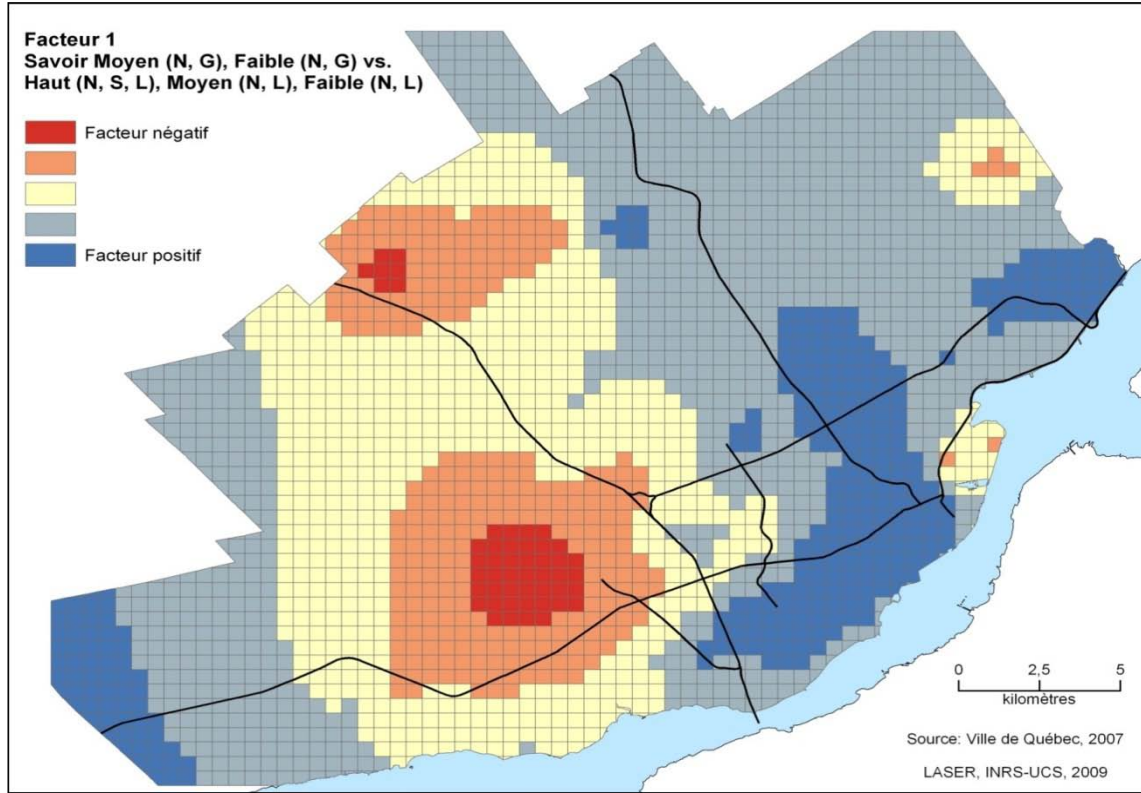 Facteur 1
Savoir Moyen (N, G), Faible (N, G) vs.
Haut (N, S, L), Moyen (N, L), Faible (N, L)
Facteur négatif
Facteur positif
0 2,5 5
kilomètres
Source: Ville de Québec, 2007
LASER, INRS-UCS, 2009